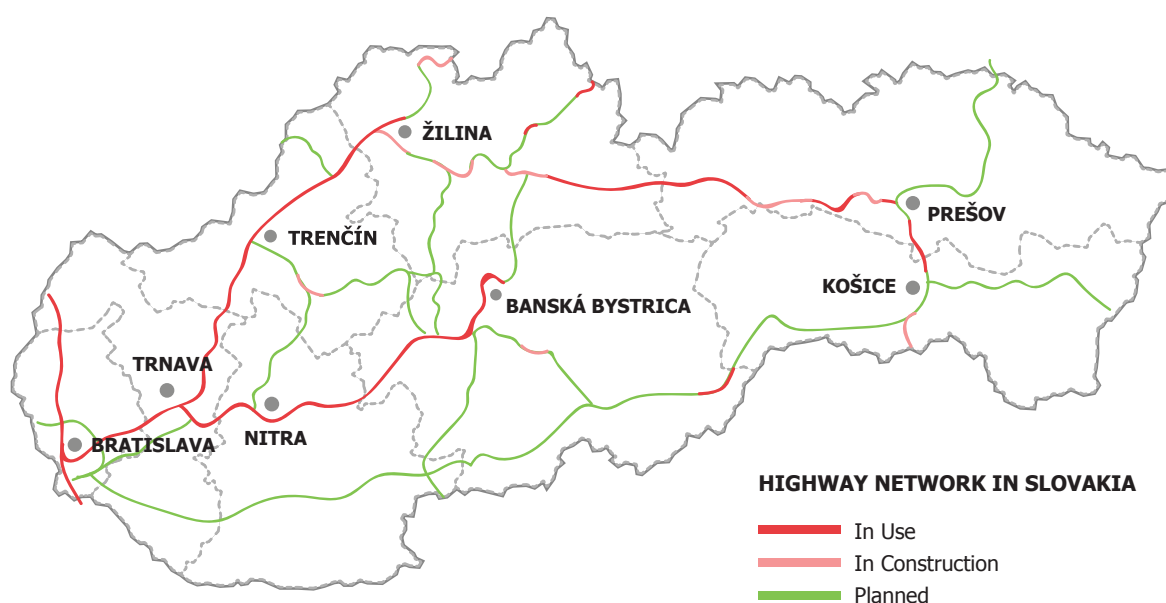 ŽILINA
PREŠOV
TRENČÍN
KOŠICE
BANSKÁ BYSTRICA
TRNAVA
NITRA
BRATISLAVA
HIGHWAY NETWORK IN SLOVAKIA
In Use
In Construction
Planned